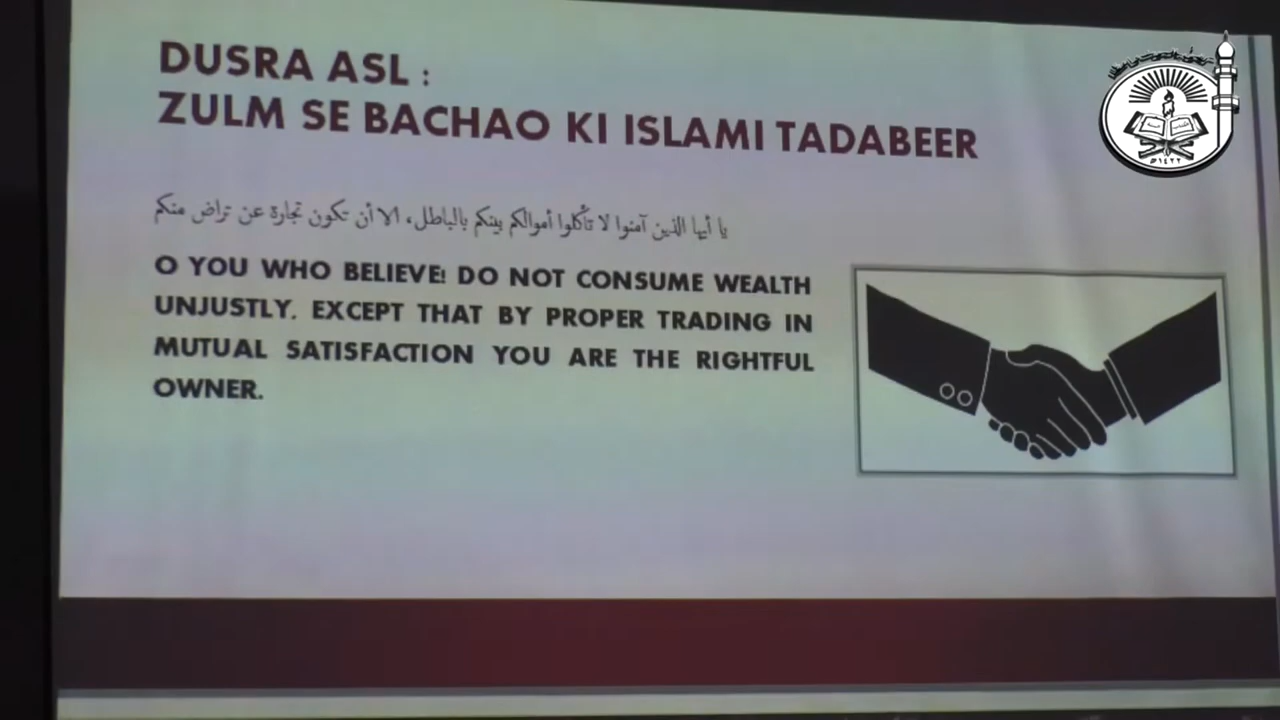 DUSRA ASL :
ZULM SE BACHAO KI ISLAMI TADABEER
يا أيها الذين آمنوا لا تأكلوا أموالكم بينكم بالباطل، الا أن تكون تجارة عن تراض منكم
O YOU WHO BELIEVE! DO NOT CONSUME WEALTH
UNJUSTLY. EXCEPT THAT BY PROPER TRADING IN
MUTUAL SATISFACTION YOU ARE THE RIGHTFUL
OWNER.
١٤٢٢ه